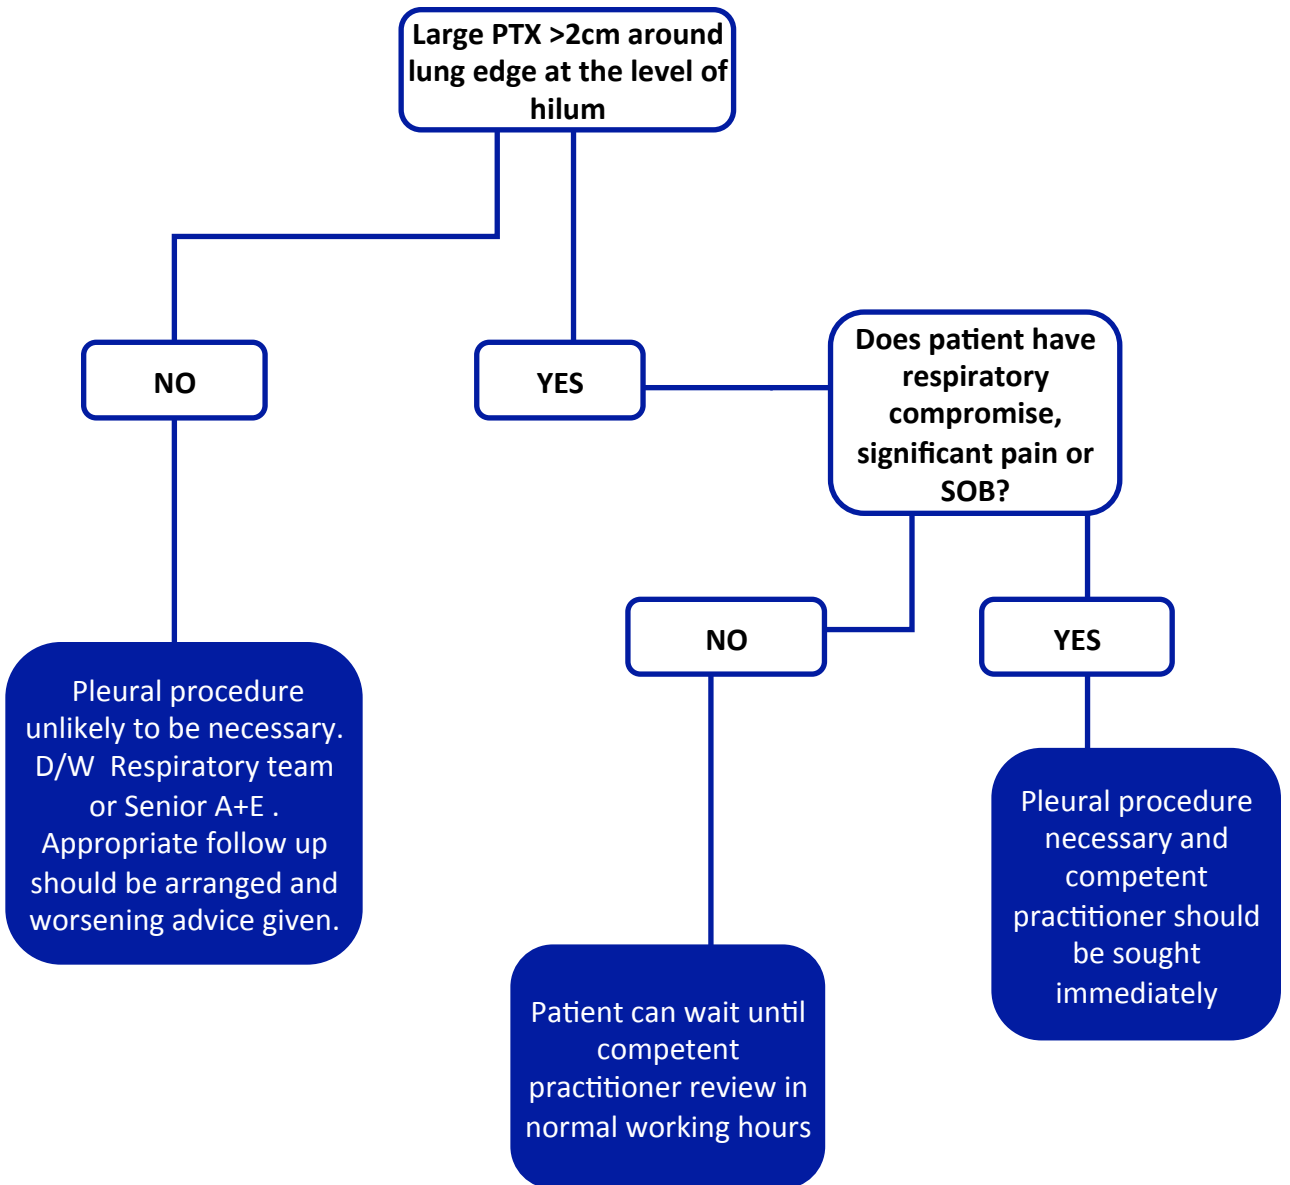 Large PTX >2cm around
lung edge at the level of
hilum
NO
YES
Does patient have
respiratory
compromise,
significant pain or
SOB?
NO
YES
Pleural procedure
unlikely to be necessary.
D/W  Respiratory team
or Senior A+E .
Appropriate follow up
should be arranged and
worsening advice given.
Pleural procedure
necessary and
competent
practitioner should
be sought
immediately
Patient can wait until
competent
practitioner review in
normal working hours